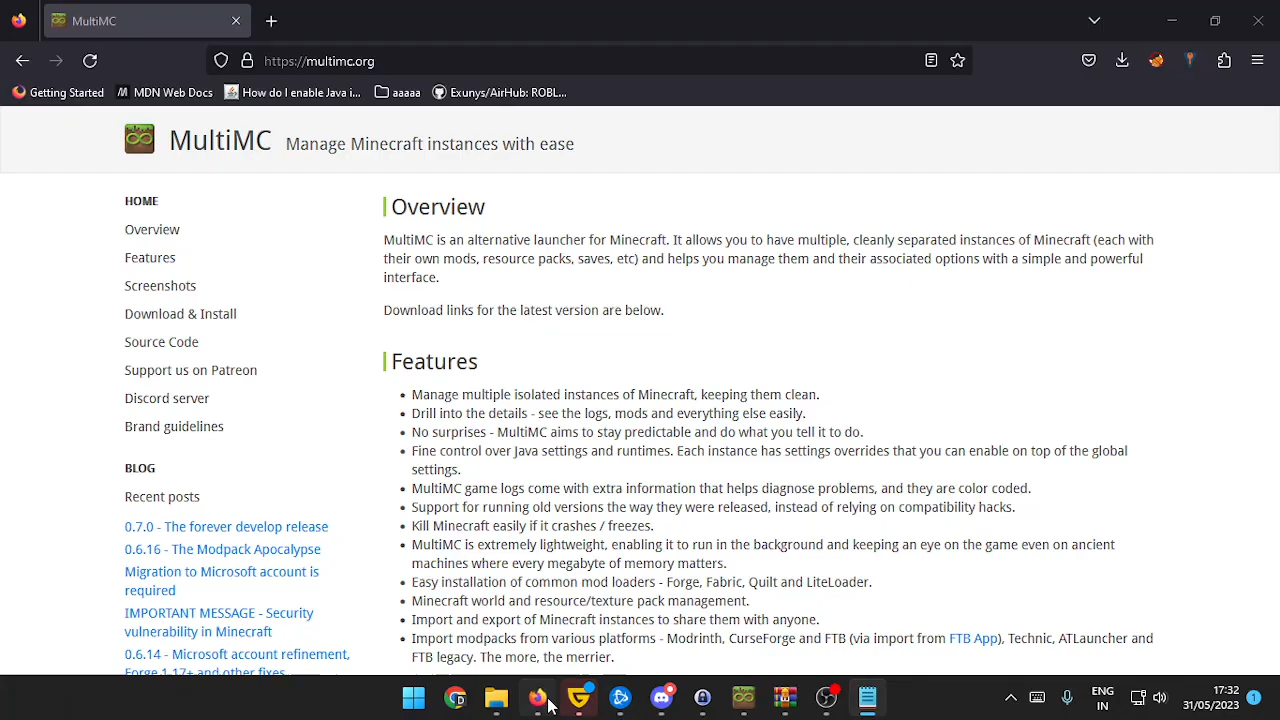 MultiMC
https://multimc.org
Getting Started
MDN Web Docs
How do I enable Java i...
aaaaa
Exunys/AirHub: ROBL...
MultiMC Manage Minecraft instances with ease
HOME
Overview
Features
Screenshots
Download & Install
Source Code
Support us on Patreon
Discord server
Brand guidelines
BLOG
Recent posts
0.7.0 - The forever develop release
0.6.16 - The Modpack Apocalypse
Migration to Microsoft account is
required
IMPORTANT MESSAGE - Security
vulnerability in Minecraft
0.6.14 - Microsoft account refinement,
Forge 1.17+ and other fixes
Overview
MultiMC is an alternative launcher for Minecraft. It allows you to have multiple, cleanly separated instances of Minecraft (each with
their own mods, resource packs, saves, etc) and helps you manage them and their associated options with a simple and powerful
interface.
Download links for the latest version are below.
Features
• Manage multiple isolated instances of Minecraft, keeping them clean.
• Drill into the details - see the logs, mods and everything else easily.
• No surprises - MultiMC aims to stay predictable and do what you tell it to do.
• Fine control over Java settings and runtimes. Each instance has settings overrides that you can enable on top of the global
settings.
• MultiMC game logs come with extra information that helps diagnose problems, and they are color coded.
• Support for running old versions the way they were released, instead of relying on compatibility hacks.
• Kill Minecraft easily if it crashes / freezes.
• MultiMC is extremely lightweight, enabling it to run in the background and keeping an eye on the game even on ancient
machines where every megabyte of memory matters.
• Easy installation of common mod loaders - Forge, Fabric, Quilt and LiteLoader.
• Minecraft world and resource/texture pack management.
• Import and export of Minecraft instances to share them with anyone.
• Import modpacks from various platforms - Modrinth, CurseForge and FTB (via import from FTB App), Technic, ATLauncher and
FTB legacy. The more, the merrier.
ENG
IN
17:32
31/05/2023
1